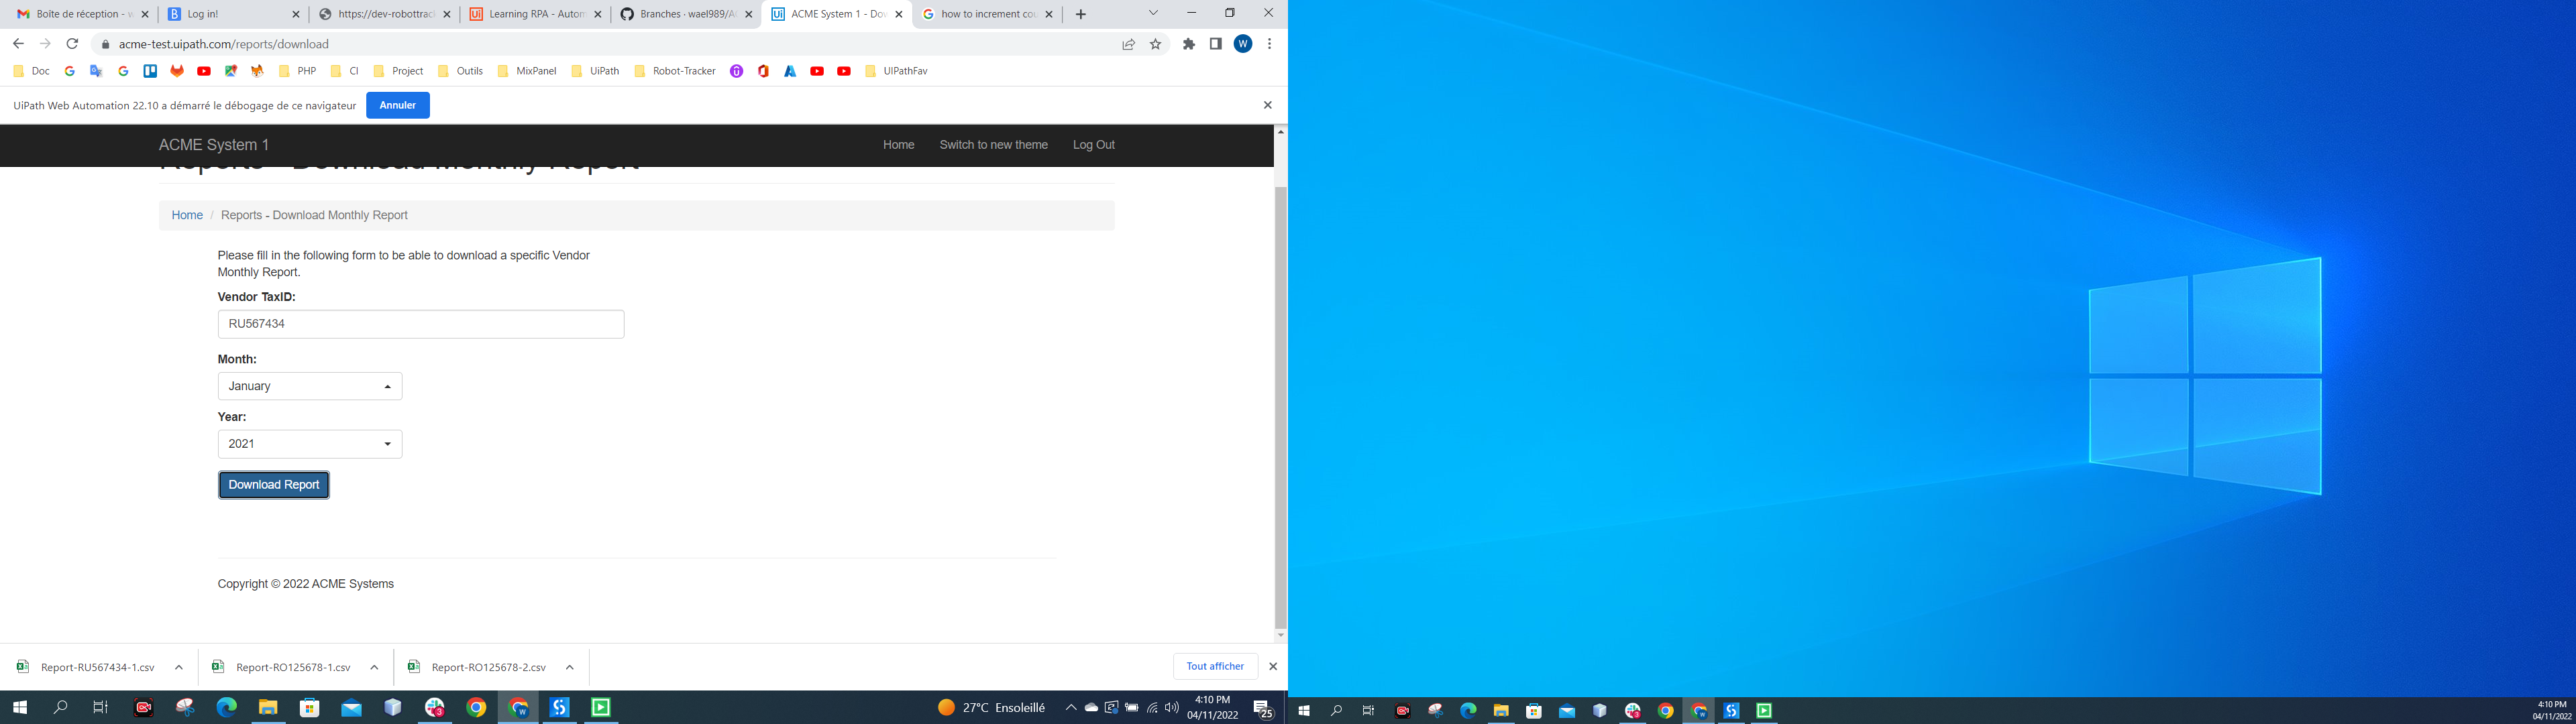 Boîte de réception - w
Log in!
https://dev-robottrack
Learning RPA - Autom
Branches · wael989/A
ACME System 1 - Dow
how to increment cou
acme-test.uipath.com/reports/download
W
Doc
PHP
CI
Project
Outils
MixPanel
UiPath
Robot-Tracker
UIPathFav
UiPath Web Automation 22.10 a démarré le débogage de ce navigateur
Annuler
ACME System 1
Home
Switch to new theme
Log Out
Reports - Download Monthly Report
Home / Reports - Download Monthly Report
Please fill in the following form to be able to download a specific Vendor
Monthly Report.
Vendor TaxID:
RU567434
Month:
January
Year:
2021
Download Report
Copyright © 2022 ACME Systems
Report-RU567434-1.csv
Report-RO125678-1.csv
Report-RO125678-2.csv
Tout afficher
27°C Ensoleillé
4:10 PM
04/11/2022
25
4:10 PM
04/11/2022